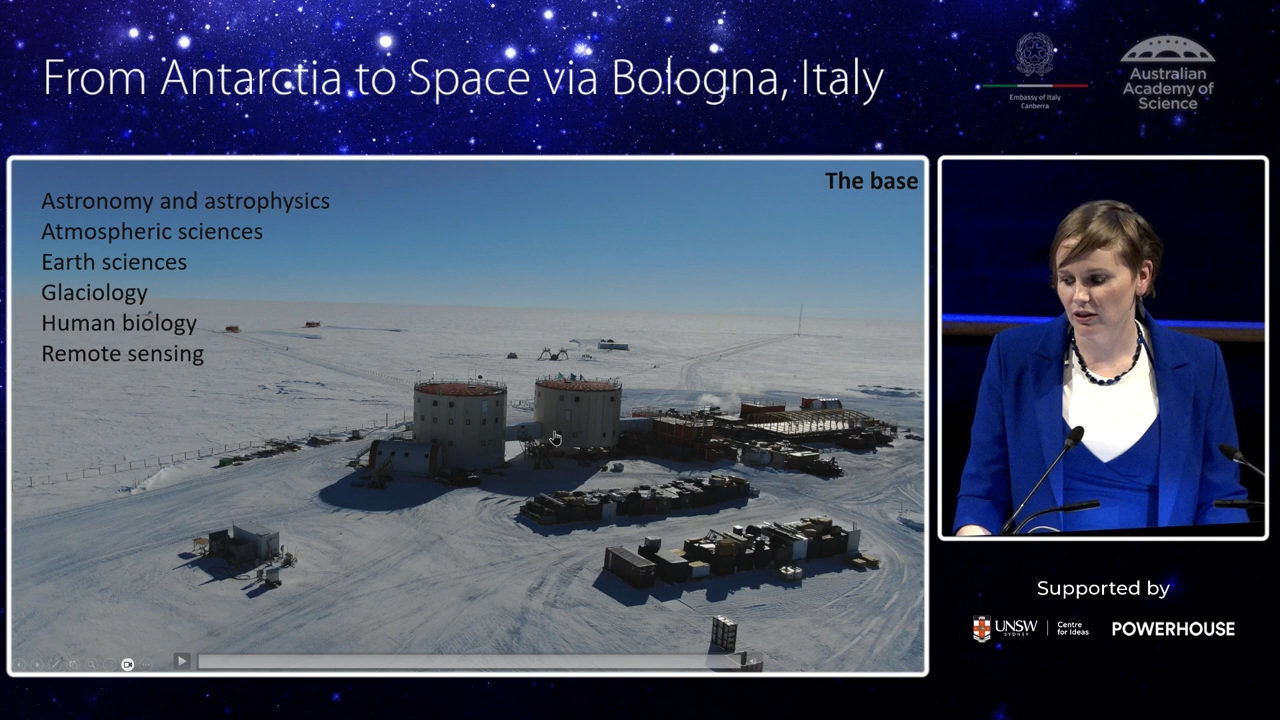 From Antarctia to Space via Bologna, Italy
Embassy of Italy
Canberra
Australian
Academy of
Science
The base
Astronomy and astrophysics
Atmospheric sciences
Earth sciences
Glaciology
Human biology
Remote sensing
Supported by
UNSW
SYDNEY
Centre
for Ideas
POWERHOUSE